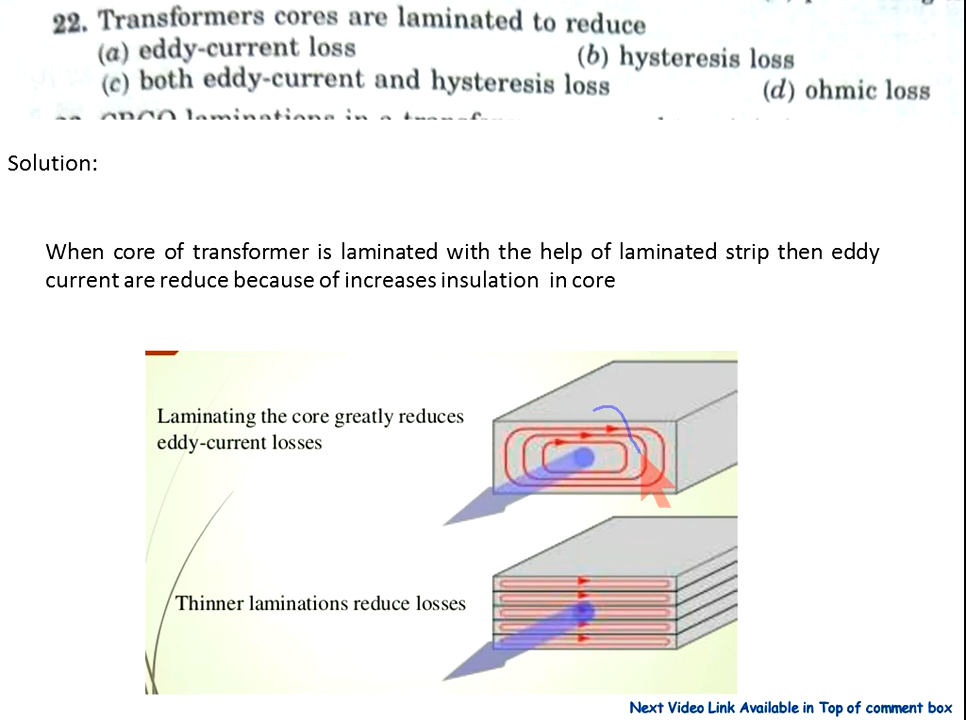 22. Transformers cores are laminated to reduce
(a) eddy-current loss (b) hysteresis loss
(c) both eddy-current and hysteresis loss (d) ohmic loss
CRGO laminations in a
Solution:
When core of transformer is laminated with the help of laminated strip then eddy
current are reduce because of increases insulation in core
Laminating the core greatly reduces
eddy-current losses
Thinner laminations reduce losses
Next Video Link Available in Top of comment box